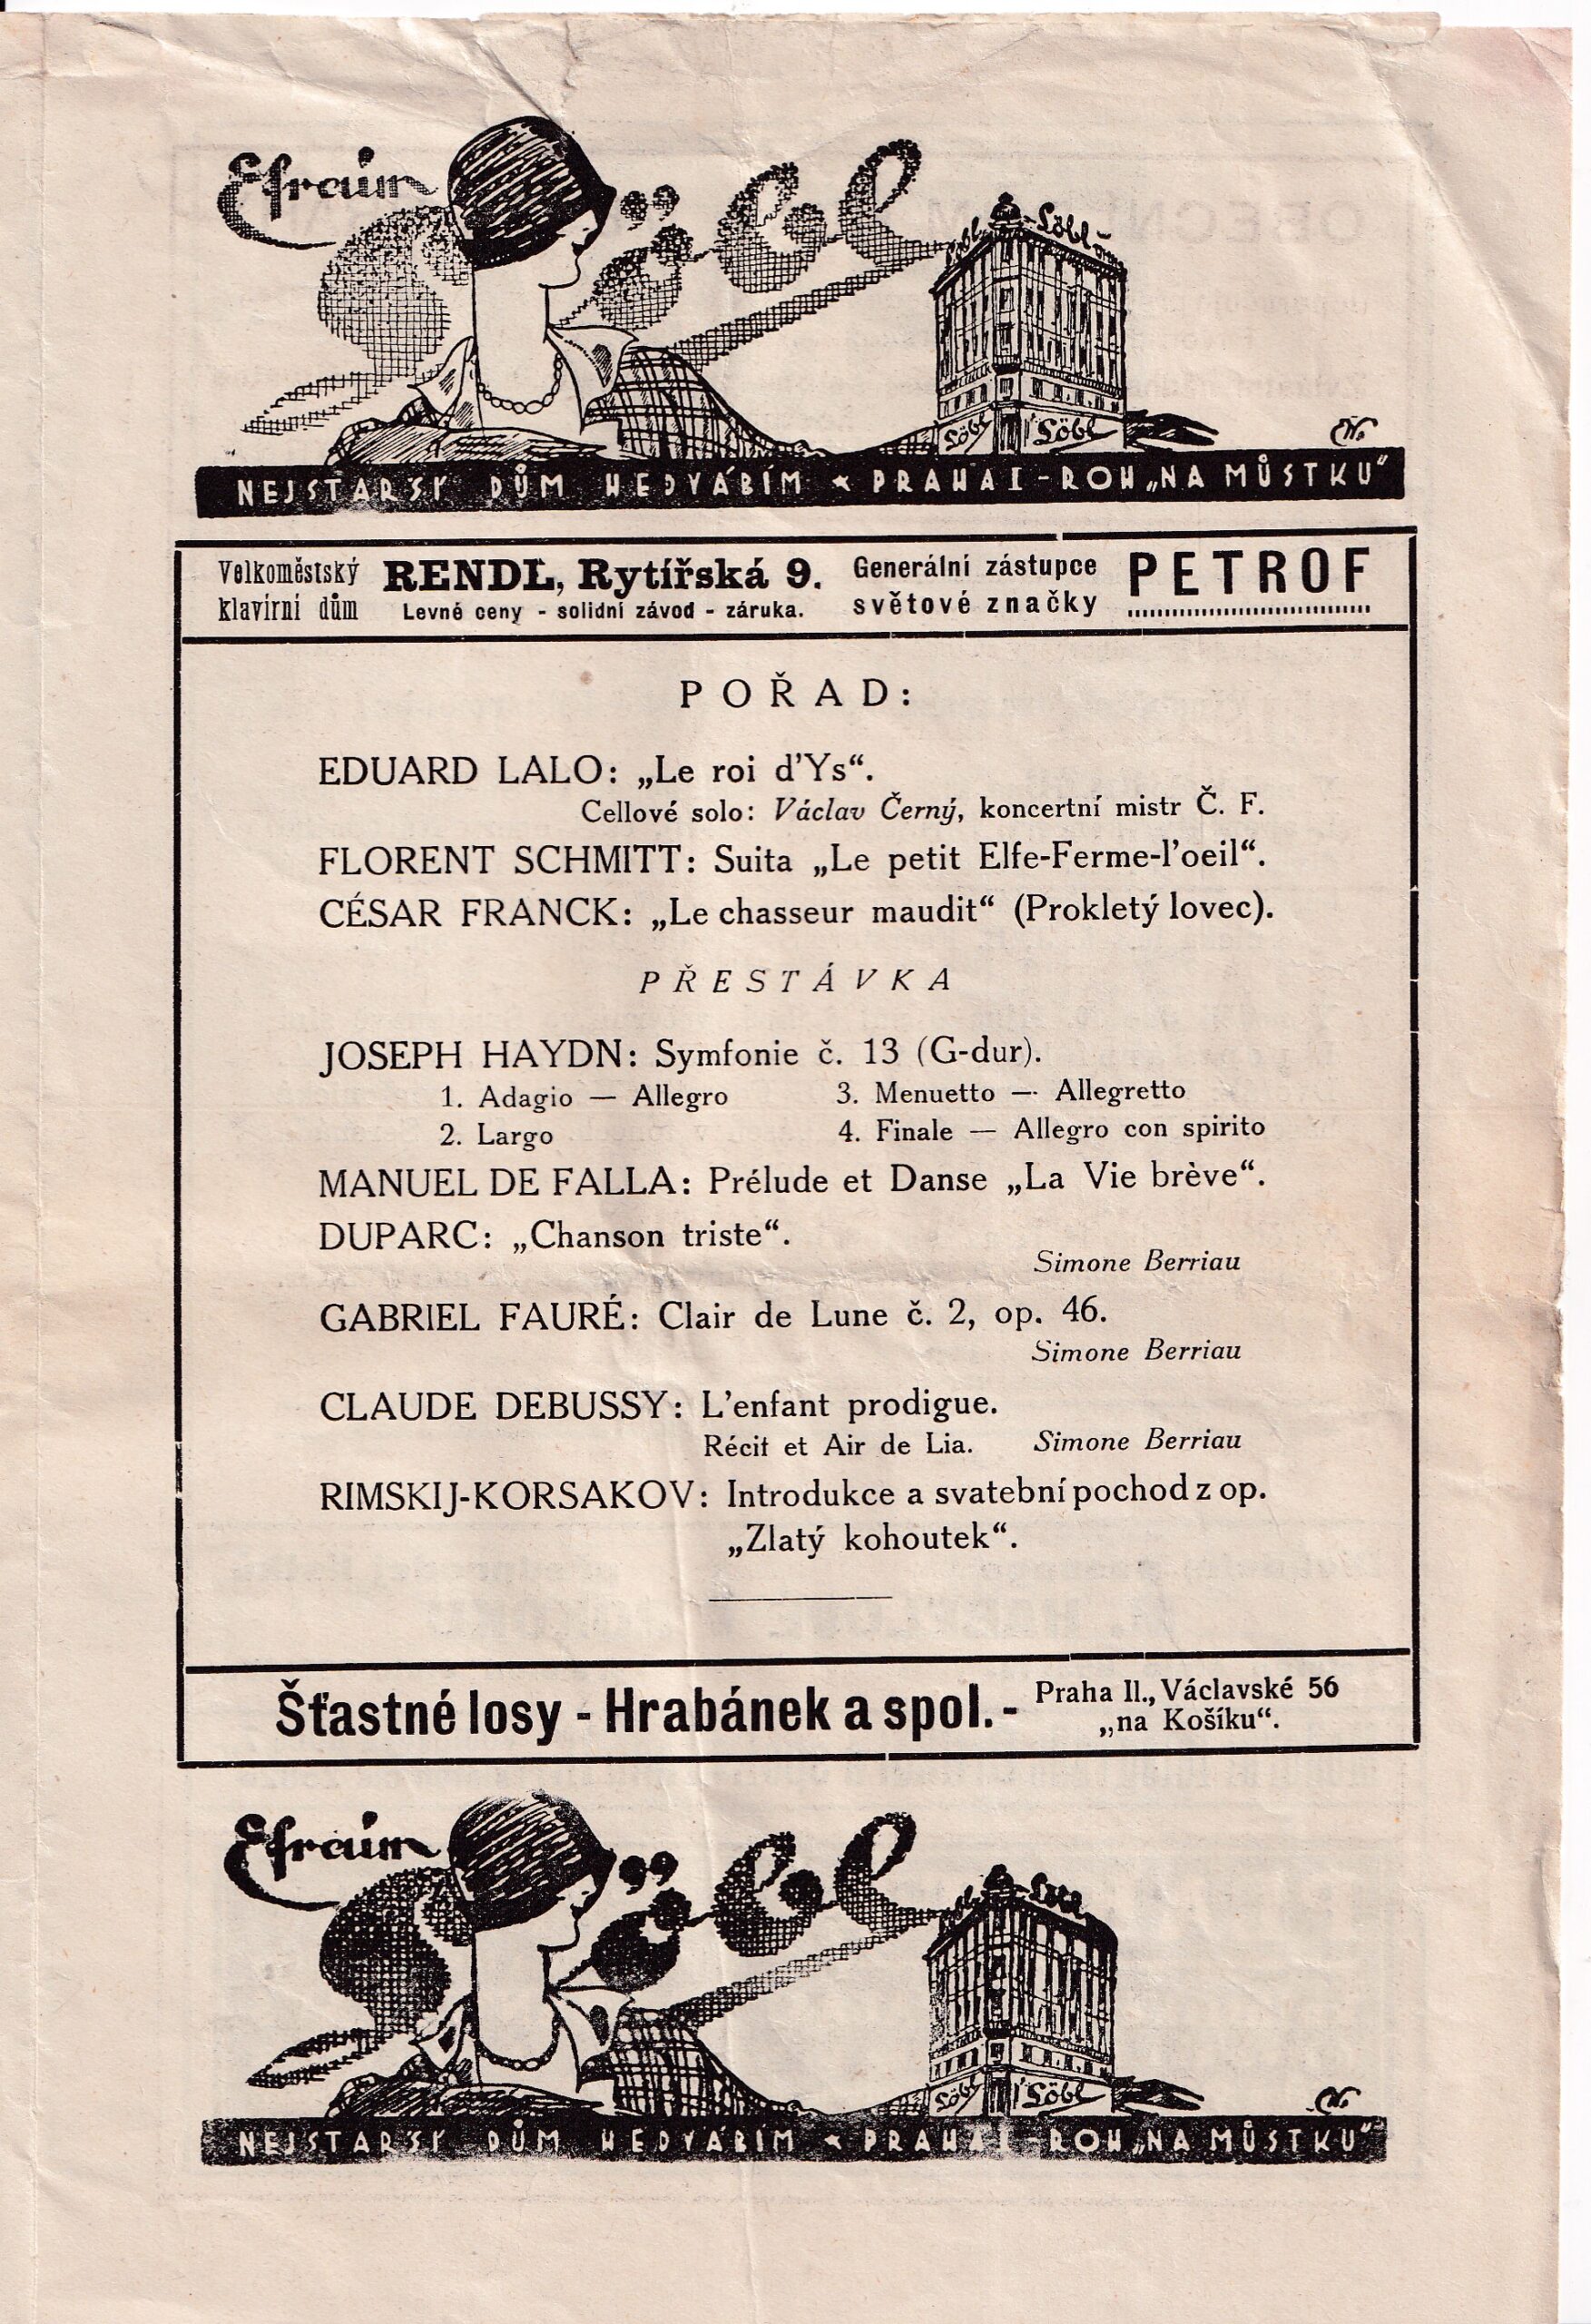 Efraim Löbl
Löbl Löbl
Löbl Löbl
NEJSTARŠÍ DŮM HEDVÁBÍM ★ PRAHA I - ROH „NA MŮSTKU“
Velkoměstský klavírní dům RENDL, Rytířská 9. Levné ceny - solidní závod - záruka. Generální zástupce světové značky PETROF
POŘAD:
EDUARD LALO: „Le roi d'Ys“.
Cellové solo: Václav Černý, koncertní mistr Č. F.
FLORENT SCHMITT: Suita „Le petit Elfe-Ferme-l'oeil“.
CÉSAR FRANCK: „Le chasseur maudit“ (Prokletý lovec).
PŘESTÁVKA
JOSEPH HAYDN: Symfonie č. 13 (G-dur).
1. Adagio — Allegro 3. Menuetto — Allegretto
2. Largo 4. Finale — Allegro con spirito
MANUEL DE FALLA: Prélude et Danse „La Vie brève“.
DUPARC: „Chanson triste“.
Simone Berriau
GABRIEL FAURÉ: Clair de Lune č. 2, op. 46.
Simone Berriau
CLAUDE DEBUSSY: L'enfant prodigue.
Récit et Air de Lia. Simone Berriau
RIMSKIJ-KORSAKOV: Introdukce a svatební pochod z op.
„Zlatý kohoutek“.
Šťastné losy - Hrabánek a spol. - Praha II., Václavské 56
„na Košíku“.
Efraim Löbl
Löbl Löbl
Löbl Löbl
NEJSTARŠÍ DŮM HEDVÁBÍM ★ PRAHA I - ROH „NA MŮSTKU“